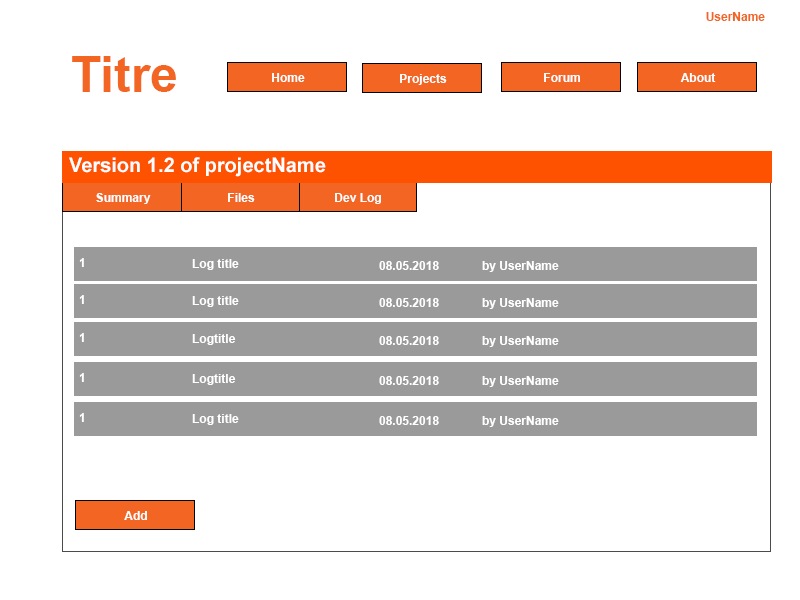 UserName
Titre
Home Projects Forum About
Version 1.2 of projectName
Summary Files Dev Log
1 Log title 08.05.2018 by UserName
1 Log title 08.05.2018 by UserName
1 Logtitle 08.05.2018 by UserName
1 Logtitle 08.05.2018 by UserName
1 Log title 08.05.2018 by UserName
Add